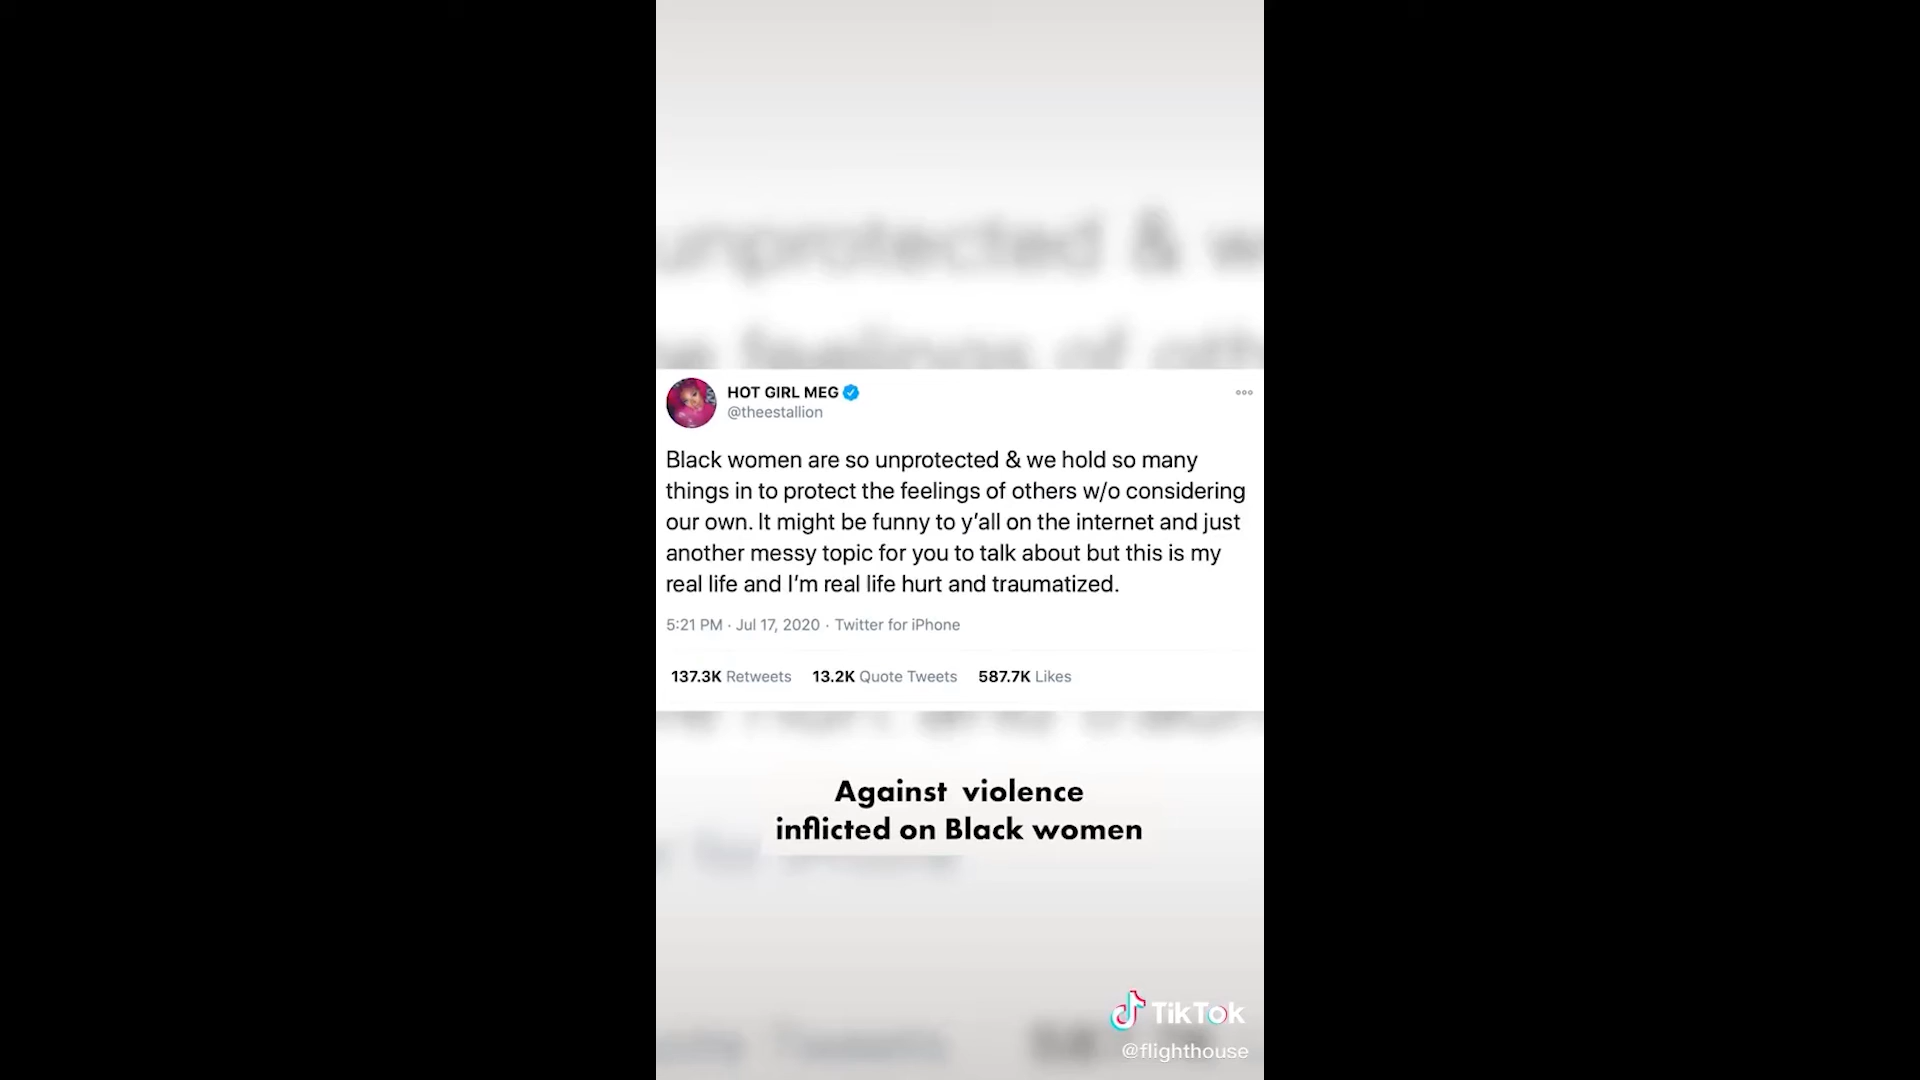 unprotected & w
feelings of oth
HOT GIRL MEG
@theestallion
Black women are so unprotected & we hold so many
things in to protect the feelings of others w/o considering
our own. It might be funny to y'all on the internet and just
another messy topic for you to talk about but this is my
real life and I'm real life hurt and traumatized.
5:21 PM · Jul 17, 2020 · Twitter for iPhone
137.3K Retweets 13.2K Quote Tweets 587.7K Likes
Against violence
inflicted on Black women
TikTok
@flighthouse